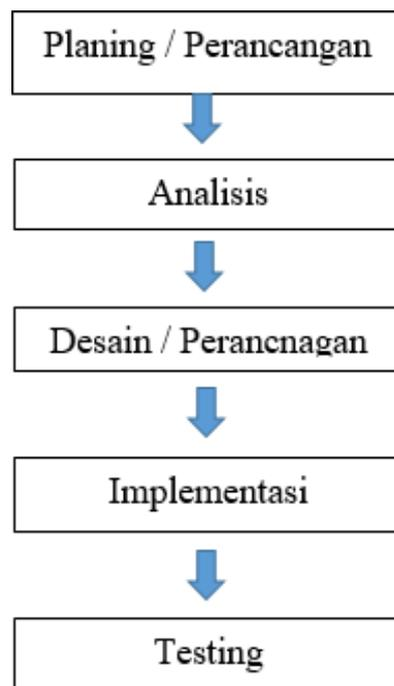 Planing / Perancangan
Analisis
Desain / Perancnagan
Implementasi
Testing